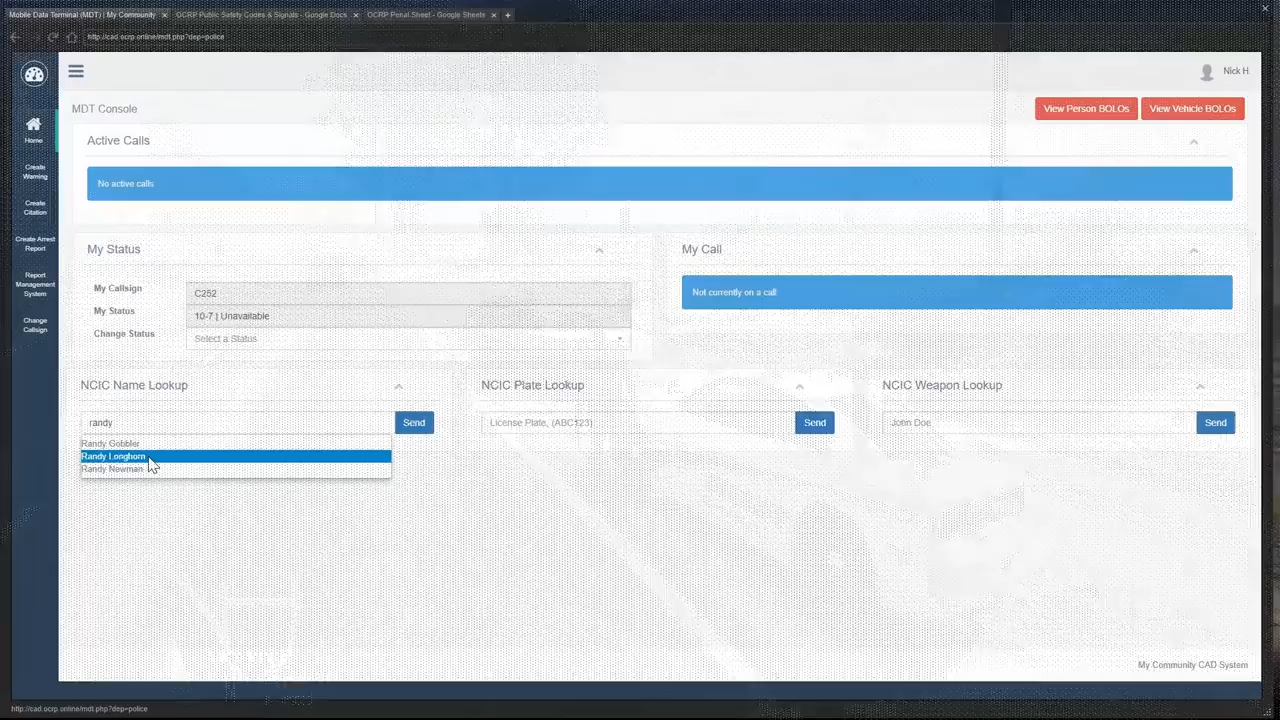 Mobile Data Terminal (MDT) | My Community × OCRP Public Safety Codes & Signals - Google Docs × OCRP Penal Sheet - Google Sheets × +
http://cad.ocrp.online/mdt.php?dep=police
Nick H
Home
Create
Warning
Create
Citation
Create Arrest
Report
Report
Management
System
Change
Callsign
MDT Console
View Person BOLOs
View Vehicle BOLOs
Active Calls
No active calls
My Status
My Callsign
C252
My Status
10-7 | Unavailable
Change Status
Select a Status
My Call
Not currently on a call
NCIC Name Lookup
randy
Send
Randy Gobbler
Randy Longhorn
Randy Newman
NCIC Plate Lookup
License Plate, (ABC123)
Send
NCIC Weapon Lookup
John Doe
Send
My Community CAD System
http://cad.ocrp.online/mdt.php?dep=police